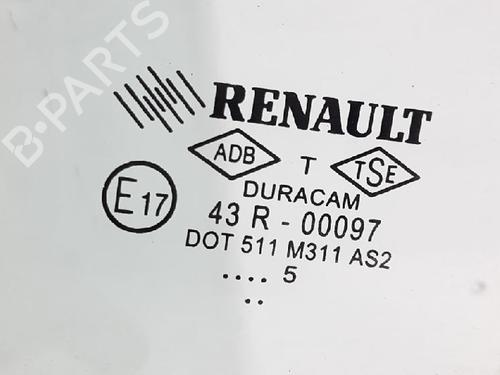 B-PARTS
RENAULT
ADB T TSE
DURACAM
E17 43 R - 00097
DOT 511 M311 AS2
.... 5
..